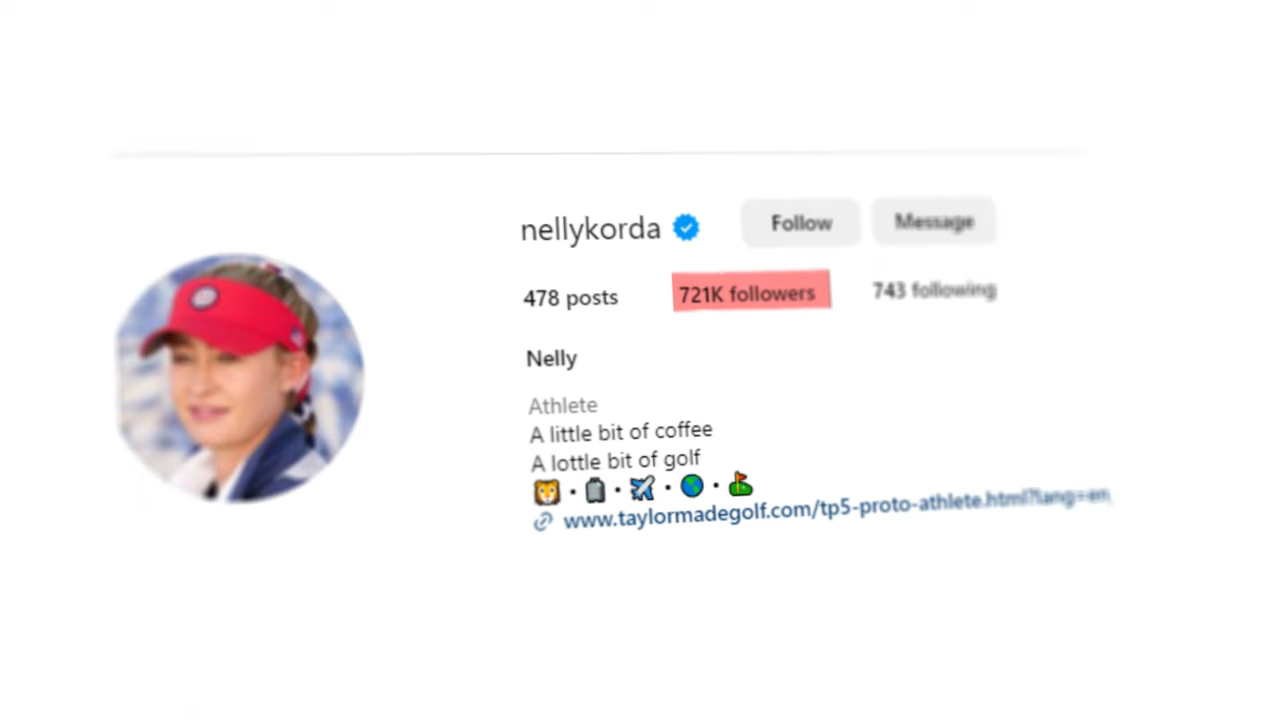 nellykorda Follow Message
478 posts 721K followers 743 following
Nelly
Athlete
A little bit of coffee
A lottle bit of golf
www.taylormadegolf.com/tp5-proto-athlete.html?lang=en